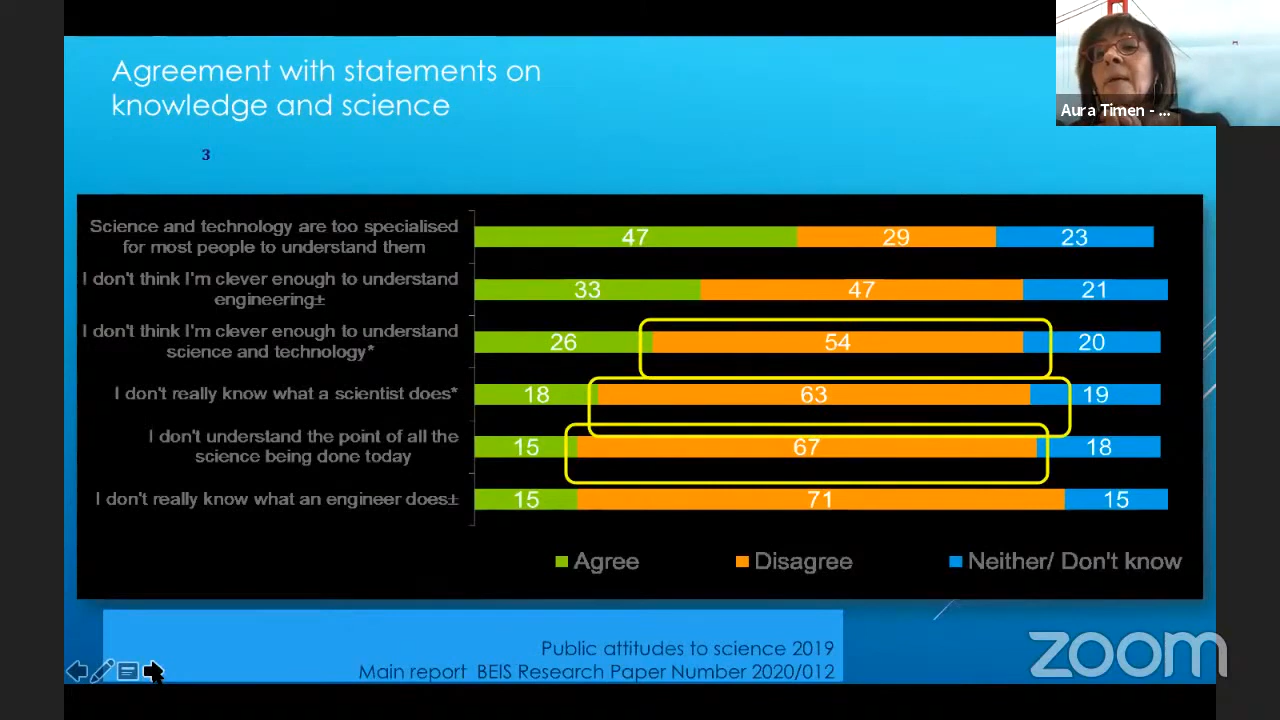 Agreement with statements on
knowledge and science
3
Aura Timen - ...
Science and technology are too specialised
for most people to understand them
47 29 23
I don't think I'm clever enough to understand
engineering±
33 47 21
I don't think I'm clever enough to understand
science and technology*
26 54 20
I don't really know what a scientist does*
18 63 19
I don't understand the point of all the
science being done today
15 67 18
I don't really know what an engineer does±
15 71 15
Agree Disagree Neither/ Don't know
Public attitudes to science 2019
Main report BEIS Research Paper Number 2020/012
zoom